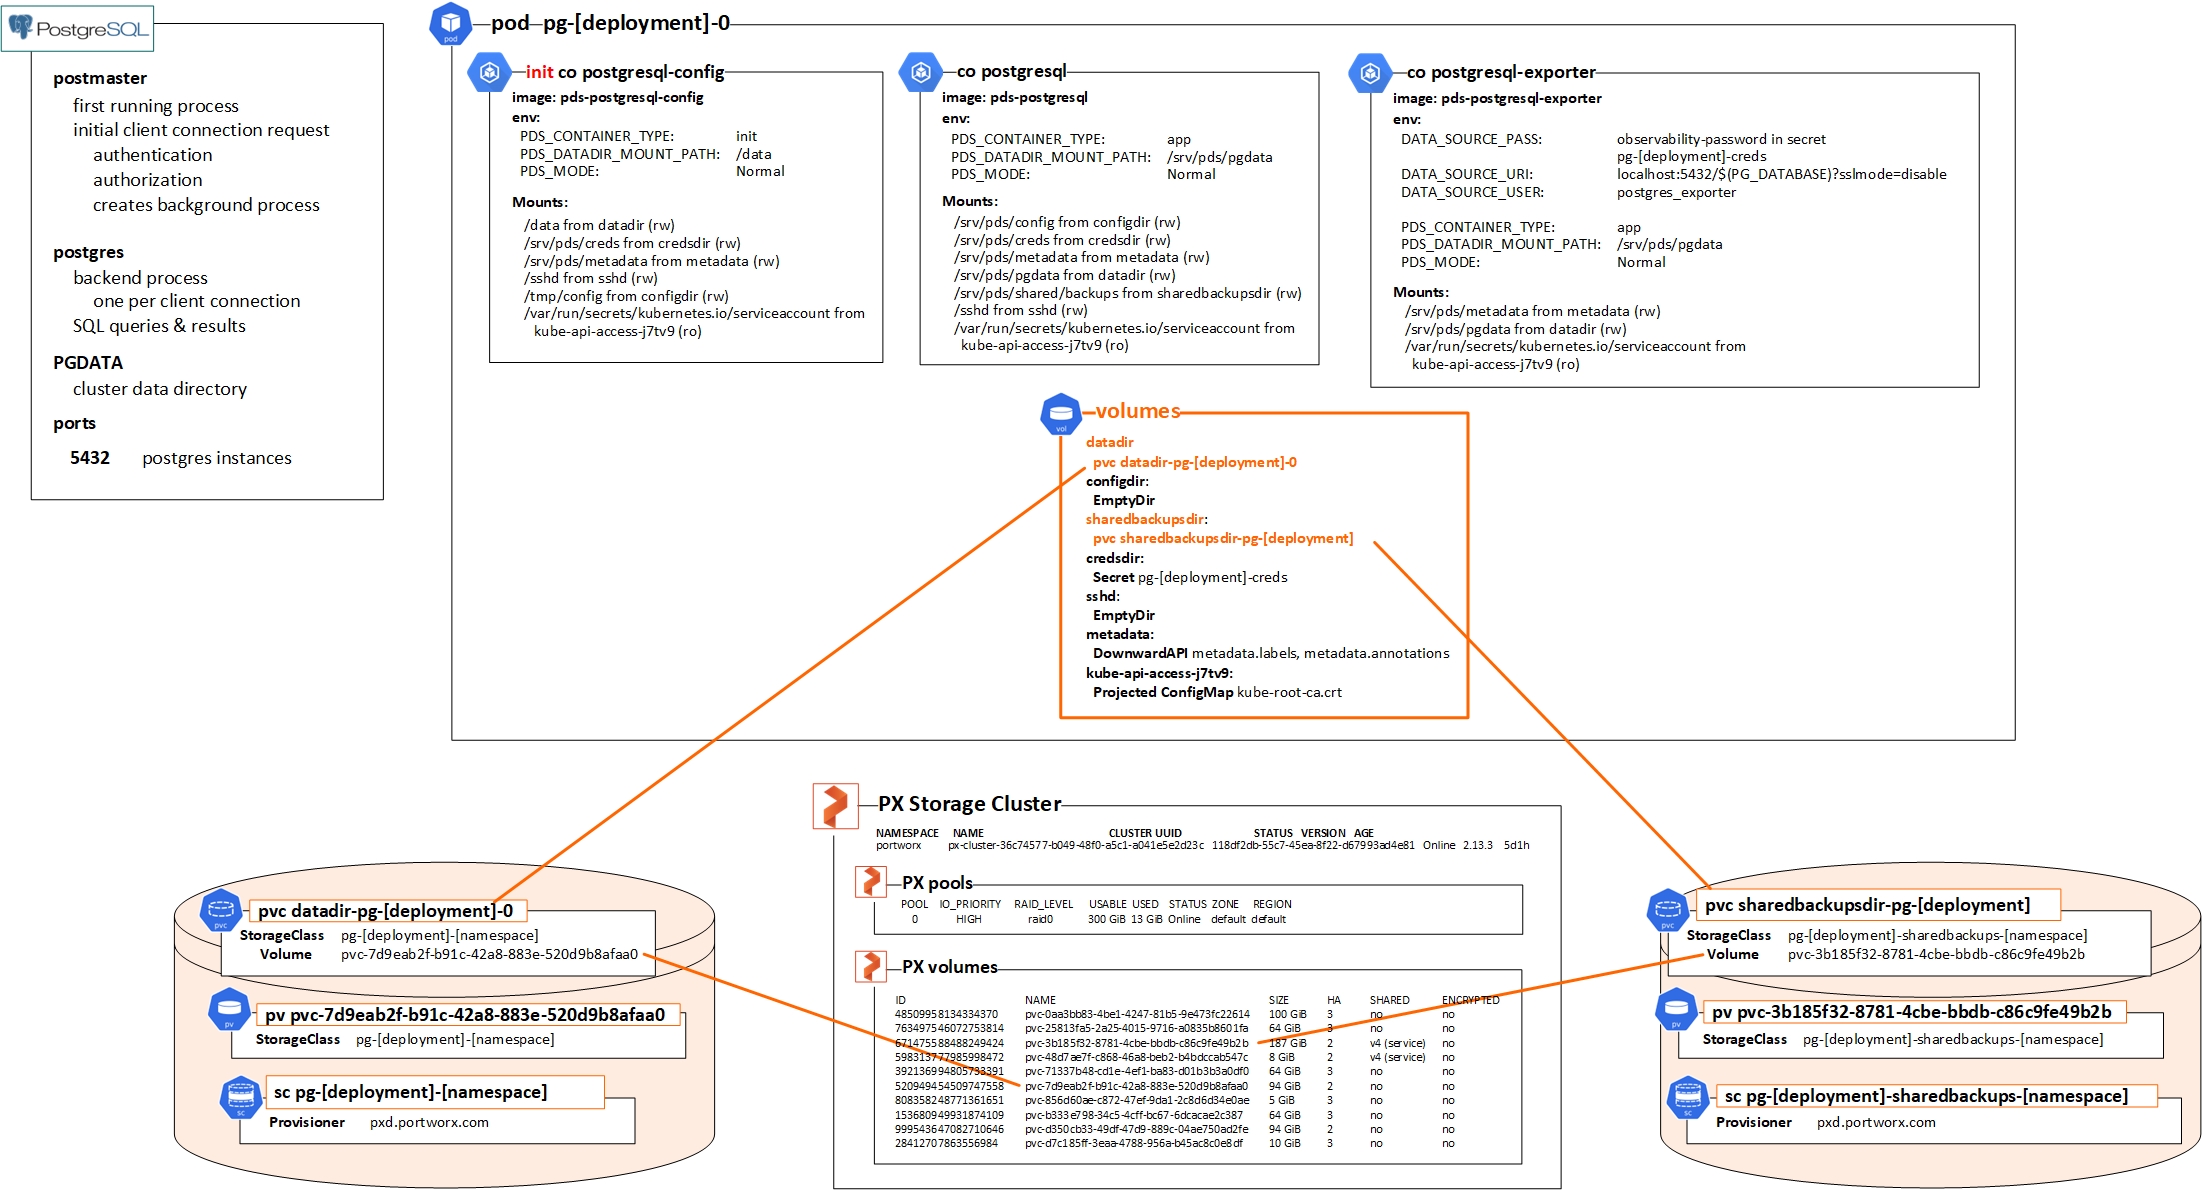 PostgreSQL
postmaster
first running process
initial client connection request
authentication
authorization
creates background process
postgres
backend process
one per client connection
SQL queries & results
PGDATA
cluster data directory
ports
5432 postgres instances
pod pg-[deployment]-0
pod
init co postgresql-config
image: pds-postgresql-config
env:
PDS_CONTAINER_TYPE: init
PDS_DATADIR_MOUNT_PATH: /data
PDS_MODE: Normal
Mounts:
/data from datadir (rw)
/srv/pds/creds from credsdir (rw)
/srv/pds/metadata from metadata (rw)
/sshd from sshd (rw)
/tmp/config from configdir (rw)
/var/run/secrets/kubernetes.io/serviceaccount from
kube-api-access-j7tv9 (ro)
co postgresql
image: pds-postgresql
env:
PDS_CONTAINER_TYPE: app
PDS_DATADIR_MOUNT_PATH: /srv/pds/pgdata
PDS_MODE: Normal
Mounts:
/srv/pds/config from configdir (rw)
/srv/pds/creds from credsdir (rw)
/srv/pds/metadata from metadata (rw)
/srv/pds/pgdata from datadir (rw)
/srv/pds/shared/backups from sharedbackupsdir (rw)
/sshd from sshd (rw)
/var/run/secrets/kubernetes.io/serviceaccount from
kube-api-access-j7tv9 (ro)
co postgresql-exporter
image: pds-postgresql-exporter
env:
DATA_SOURCE_PASS: observability-password in secret
pg-[deployment]-creds
DATA_SOURCE_URI: localhost:5432/$(PG_DATABASE)?sslmode=disable
DATA_SOURCE_USER: postgres_exporter
PDS_CONTAINER_TYPE: app
PDS_DATADIR_MOUNT_PATH: /srv/pds/pgdata
PDS_MODE: Normal
Mounts:
/srv/pds/metadata from metadata (rw)
/srv/pds/pgdata from datadir (rw)
/var/run/secrets/kubernetes.io/serviceaccount from
kube-api-access-j7tv9 (ro)
volumes
vol
datadir
pvc datadir-pg-[deployment]-0
configdir:
EmptyDir
sharedbackupsdir:
pvc sharedbackupsdir-pg-[deployment]
credsdir:
Secret pg-[deployment]-creds
sshd:
EmptyDir
metadata:
DownwardAPI metadata.labels, metadata.annotations
kube-api-access-j7tv9:
Projected ConfigMap kube-root-ca.crt
pvc datadir-pg-[deployment]-0
pvc
StorageClass pg-[deployment]-[namespace]
Volume pvc-7d9eab2f-b91c-42a8-883e-520d9b8afaa0
pv pvc-7d9eab2f-b91c-42a8-883e-520d9b8afaa0
pv
StorageClass pg-[deployment]-[namespace]
sc pg-[deployment]-[namespace]
sc
Provisioner pxd.portworx.com
PX Storage Cluster
NAMESPACE NAME CLUSTER UUID STATUS VERSION AGE
portworx px-cluster-36c74577-b049-48f0-a5c1-a041e5e2d23c 118df2db-55c7-45ea-8f22-d67993ad4e81 Online 2.13.3 5d1h
PX pools
POOL IO_PRIORITY RAID_LEVEL USABLE USED STATUS ZONE REGION
0 HIGH raid0 300 GiB 13 GiB Online default default
PX volumes
ID NAME SIZE HA SHARED ENCRYPTED
48509958134334370 pvc-0aa3bb83-4be1-4247-81b5-9e473fc22614 100 GiB 3 no no
763497546072753814 pvc-25813fa5-2a25-4015-9716-a0835b8601fa 64 GiB 3 no no
671475588488249424 pvc-3b185f32-8781-4cbe-bbdb-c86c9fe49b2b 187 GiB 2 v4 (service) no
598313777985998472 pvc-48d7ae7f-c868-46a8-beb2-b4bdccab547c 8 GiB 2 v4 (service) no
392136994805733391 pvc-71337b48-cd1e-4ef1-ba83-d01b3b3a0df0 64 GiB 3 no no
520949454509747558 pvc-7d9eab2f-b91c-42a8-883e-520d9b8afaa0 94 GiB 2 no no
808358248771361651 pvc-856d60ae-c872-47ef-9da1-2c8d6d34e0ae 5 GiB 3 no no
153680949931874109 pvc-b333e798-34c5-4cff-bc67-6dcacae2c387 64 GiB 3 no no
999543647082710646 pvc-d350cb33-49df-47d9-889c-04ae750ad2fe 94 GiB 2 no no
28412707863556984 pvc-d7c185ff-3eaa-4788-956a-b45ac8c0e8df 10 GiB 3 no no
pvc sharedbackupsdir-pg-[deployment]
pvc
StorageClass pg-[deployment]-sharedbackups-[namespace]
Volume pvc-3b185f32-8781-4cbe-bbdb-c86c9fe49b2b
pv pvc-3b185f32-8781-4cbe-bbdb-c86c9fe49b2b
pv
StorageClass pg-[deployment]-sharedbackups-[namespace]
sc pg-[deployment]-sharedbackups-[namespace]
sc
Provisioner pxd.portworx.com